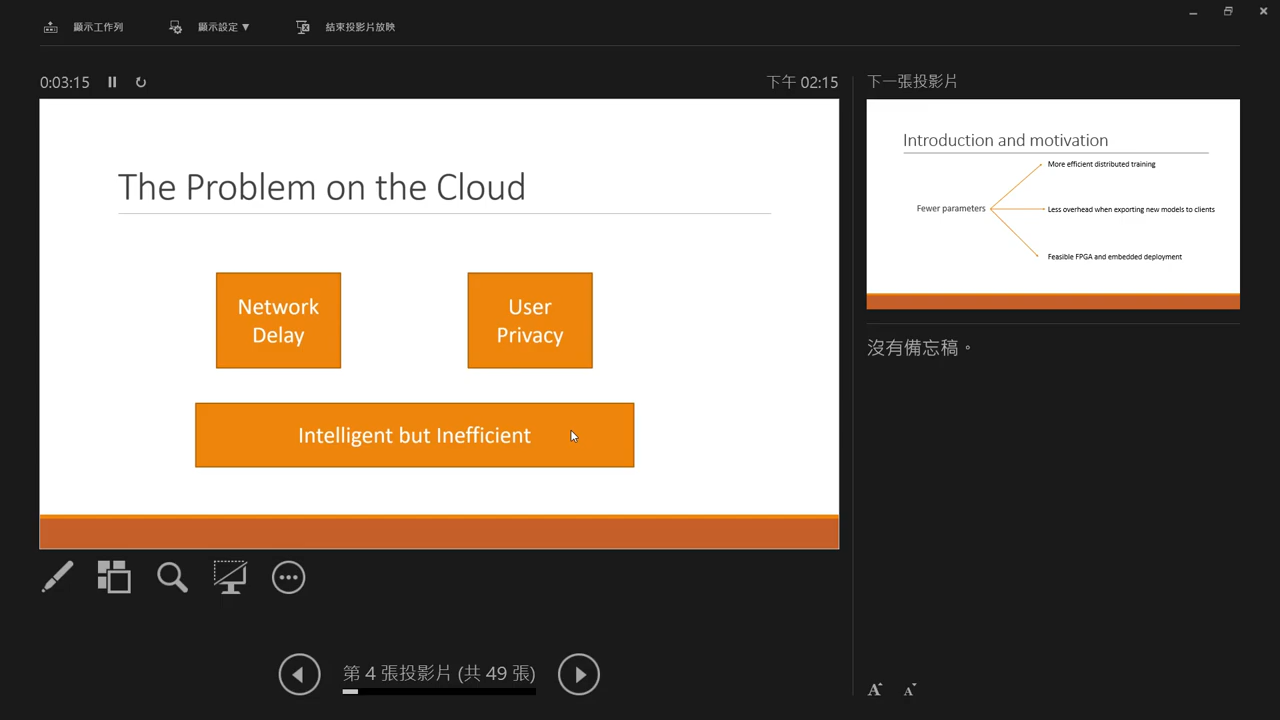 顯示工作列
顯示設定 ▼
結束投影片放映
0:03:15
下午 02:15
The Problem on the Cloud
Network
Delay
User
Privacy
Intelligent but Inefficient
第 4 張投影片 (共 49 張)
下一張投影片
Introduction and motivation
More efficient distributed training
Fewer parameters
Less overhead when exporting new models to clients
Feasible FPGA and embedded deployment
沒有備忘稿。
A A